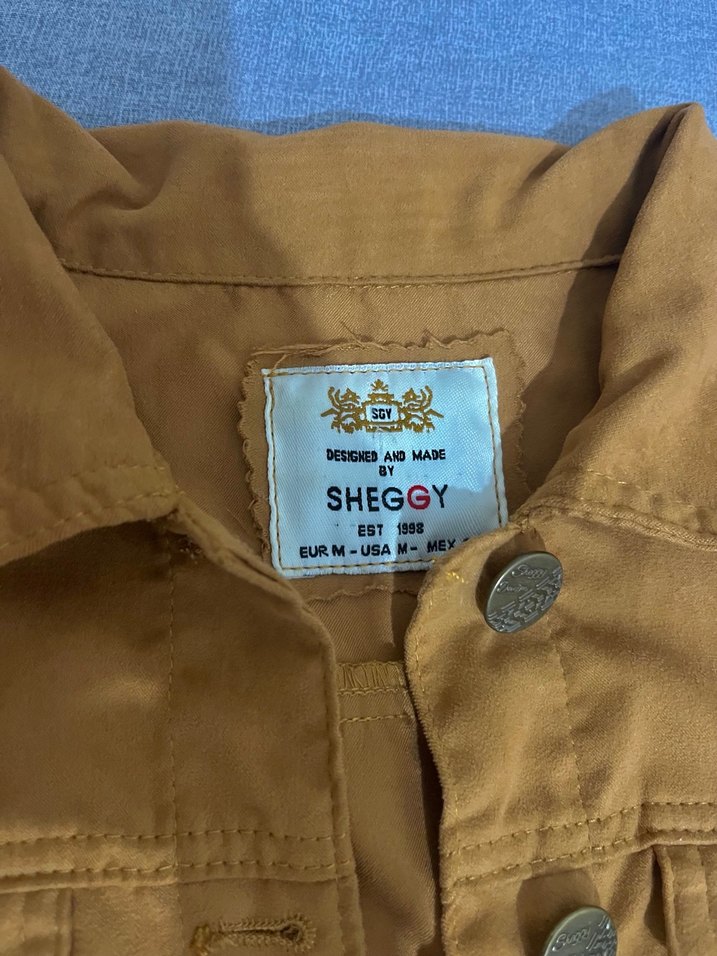 SGY
DESIGNED AND MADE
BY
SHEGGY
EST 1998
EUR M - USA M - MEX